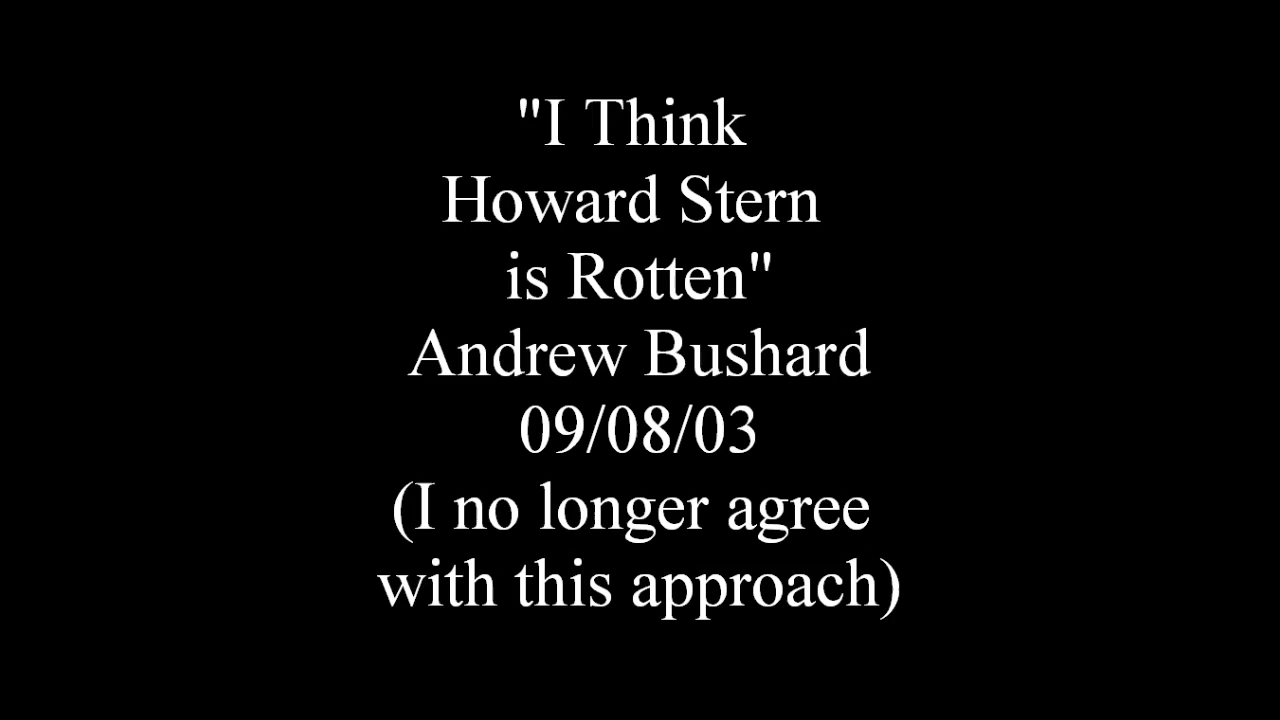 "I Think
Howard Stern
is Rotten"
Andrew Bushard
09/08/03
(I no longer agree
with this approach)